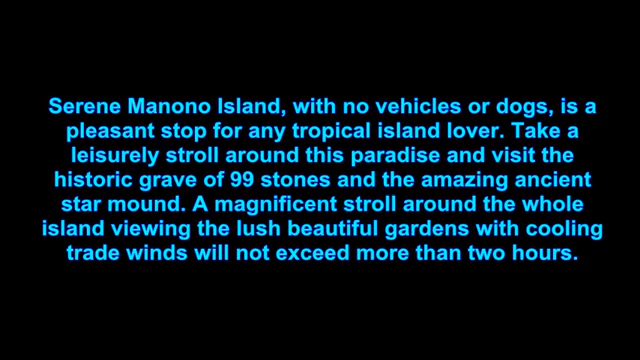 Serene Manono Island, with no vehicles or dogs, is a
pleasant stop for any tropical island lover. Take a
leisurely stroll around this paradise and visit the
historic grave of 99 stones and the amazing ancient
star mound. A magnificent stroll around the whole
island viewing the lush beautiful gardens with cooling
trade winds will not exceed more than two hours.